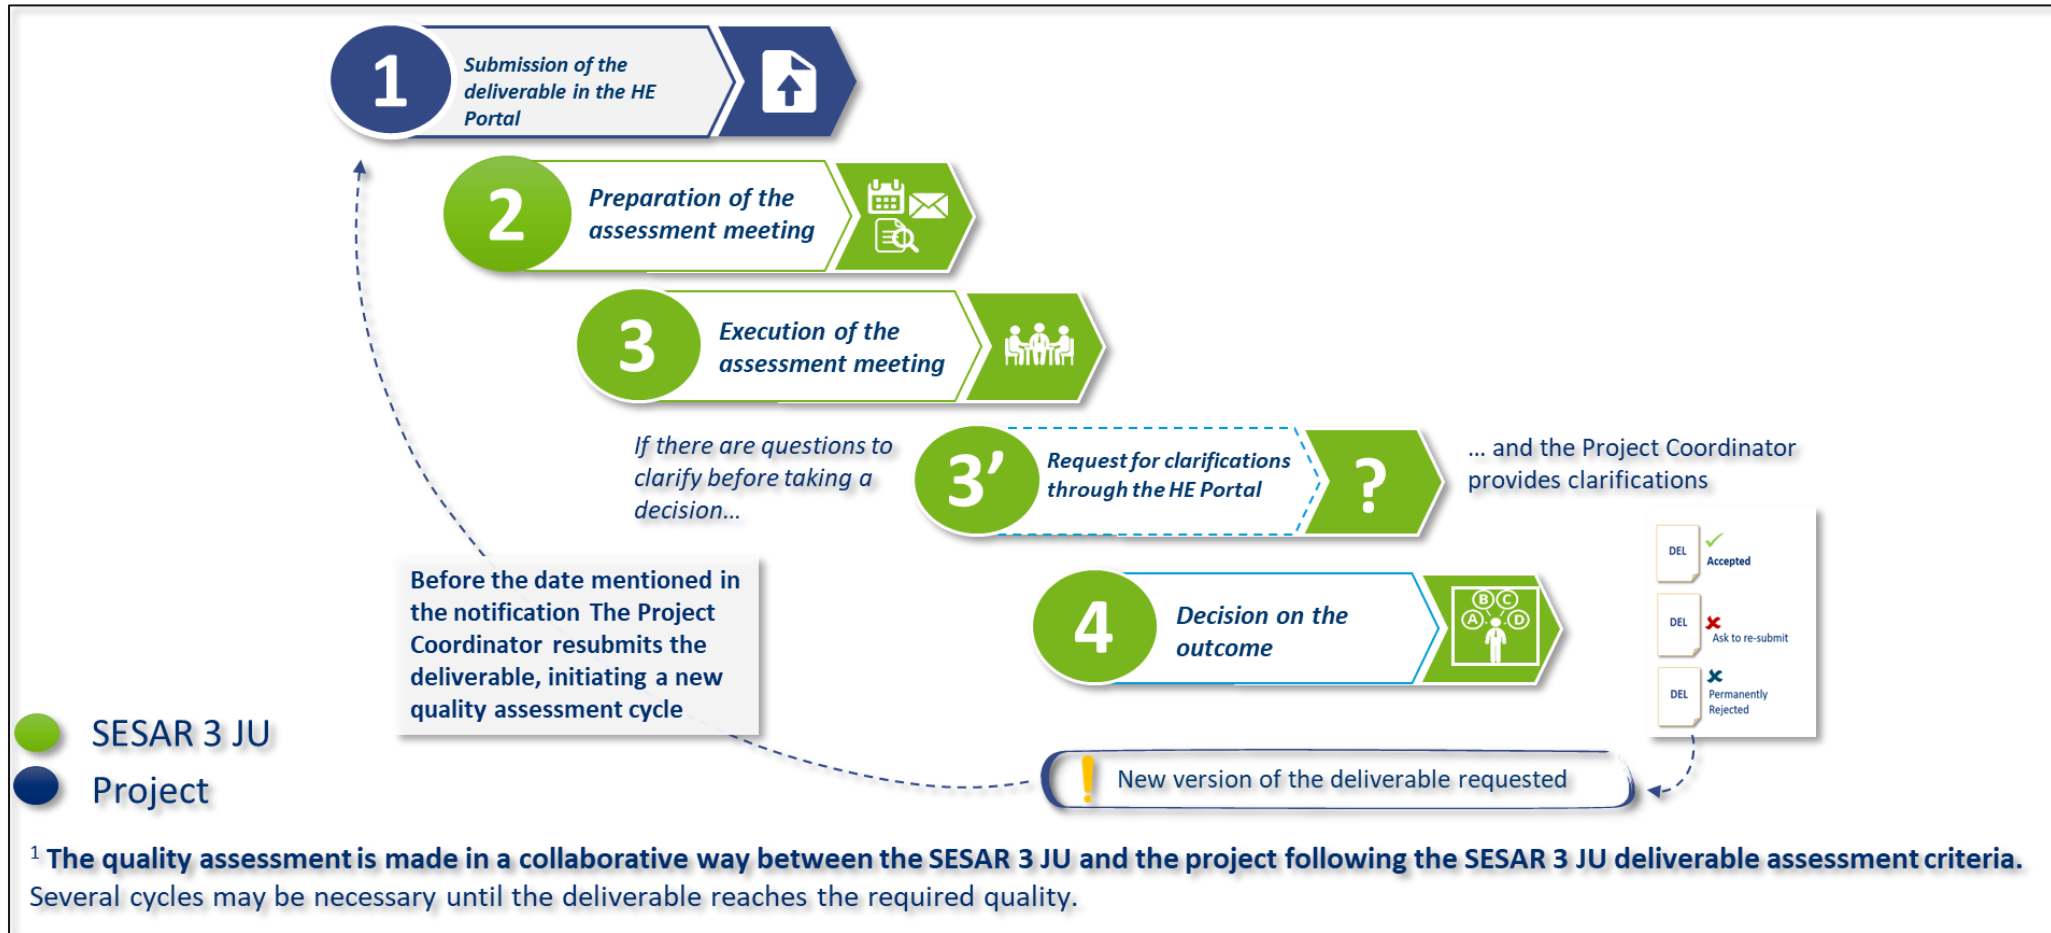 1
Submission of the
deliverable in the HE
Portal
2
Preparation of the
assessment meeting
3
Execution of the
assessment meeting
If there are questions to
clarify before taking a
decision...
3’
Request for clarifications
through the HE Portal
?
... and the Project Coordinator
provides clarifications
4
Decision on the
outcome
A B C D
DEL
Accepted
DEL
Ask to re-submit
DEL
Permanently
Rejected
Before the date mentioned in
the notification The Project
Coordinator resubmits the
deliverable, initiating a new
quality assessment cycle
! New version of the deliverable requested
SESAR 3 JU
Project
1 The quality assessment is made in a collaborative way between the SESAR 3 JU and the project following the SESAR 3 JU deliverable assessment criteria.
Several cycles may be necessary until the deliverable reaches the required quality.